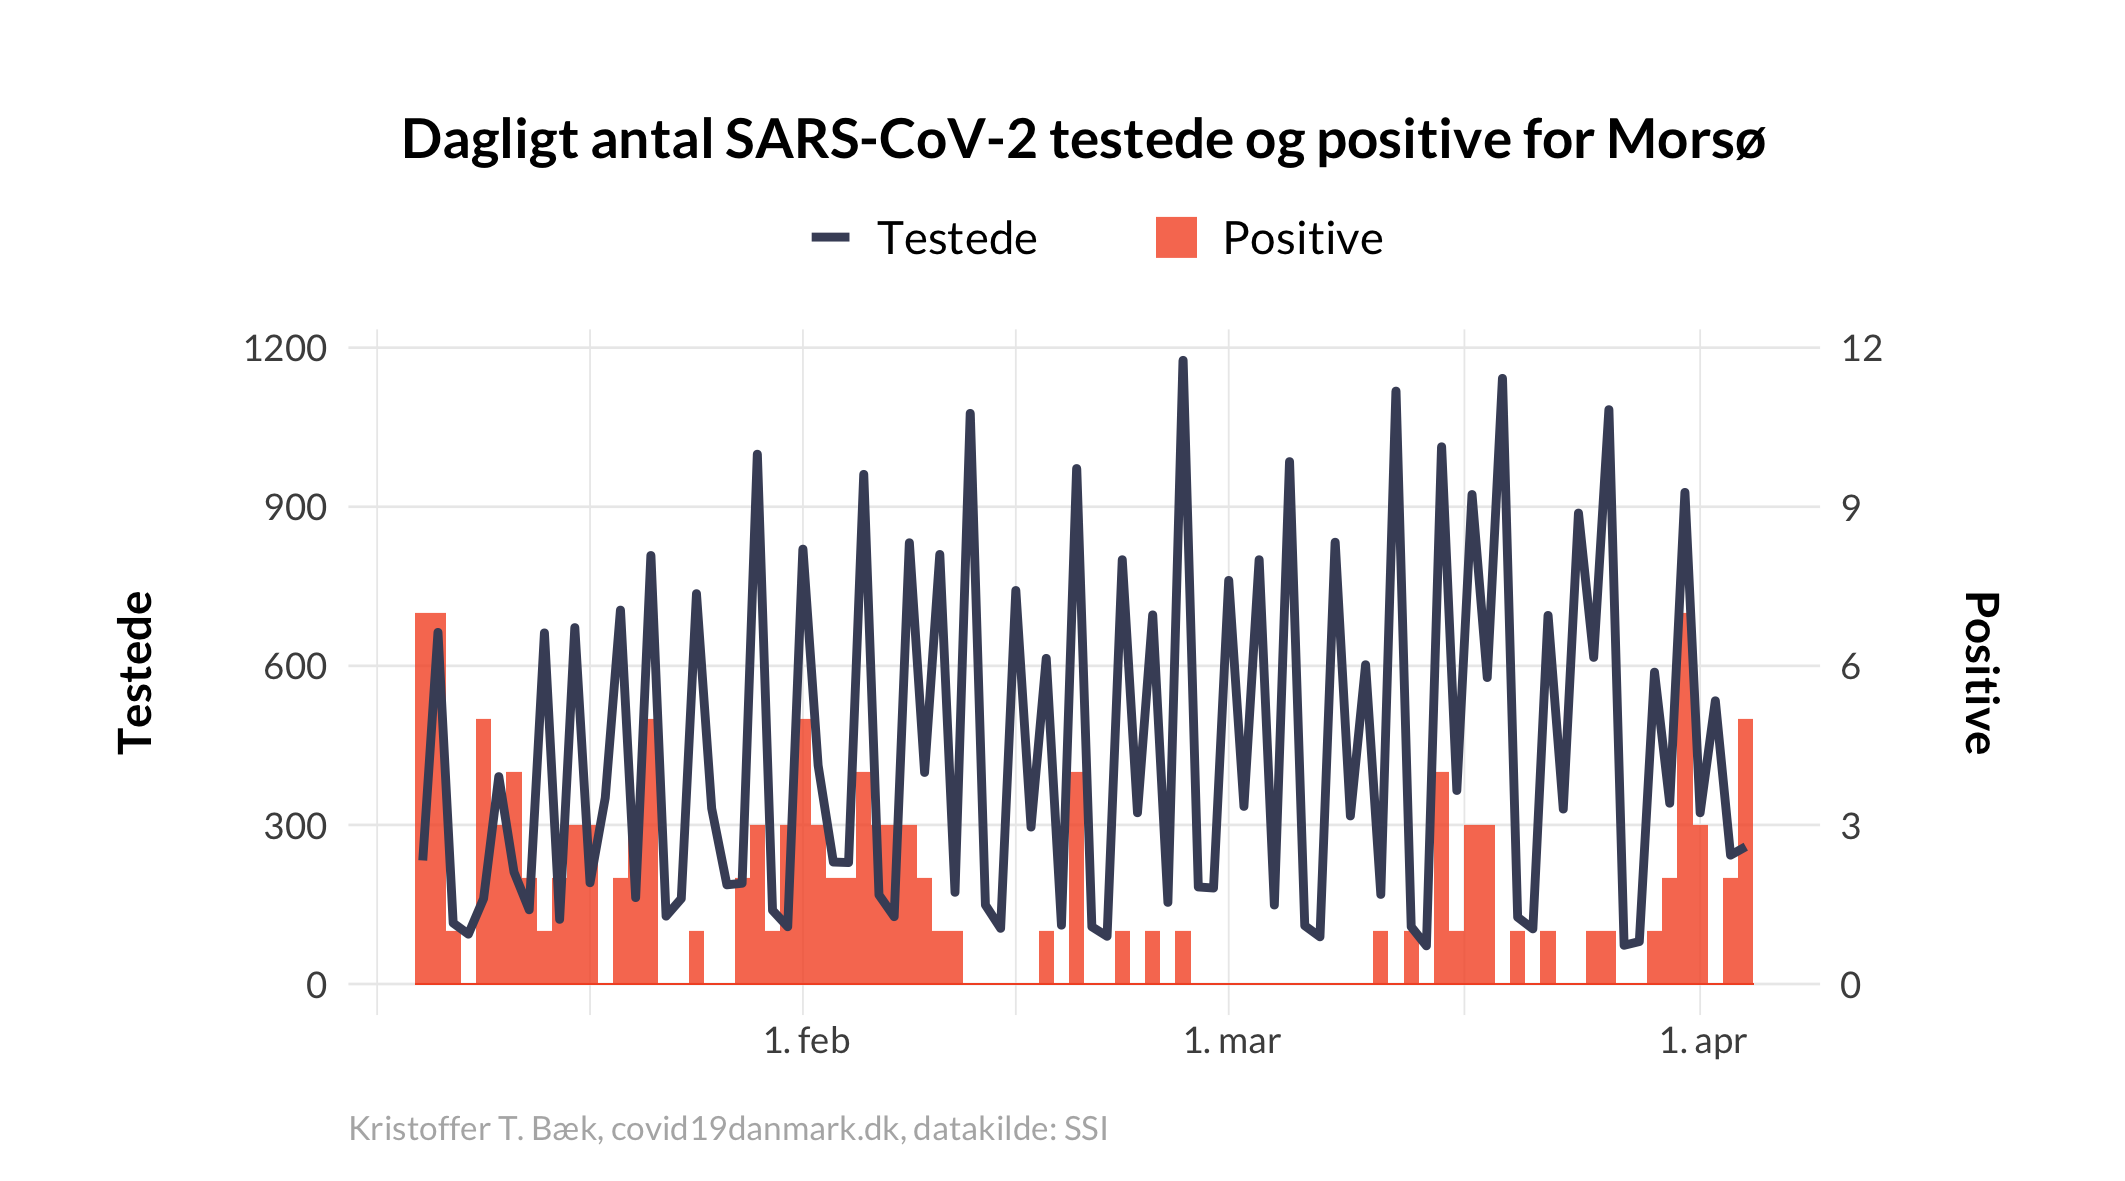 Dagligt antal SARS-CoV-2 testede og positive for Morsø
Testede Positive
1200 12
900 9
600 6
300 3
0 0
Testede
Positive
1. feb 1. mar 1. apr
Kristoffer T. Bæk, covid19danmark.dk, datakilde: SSI